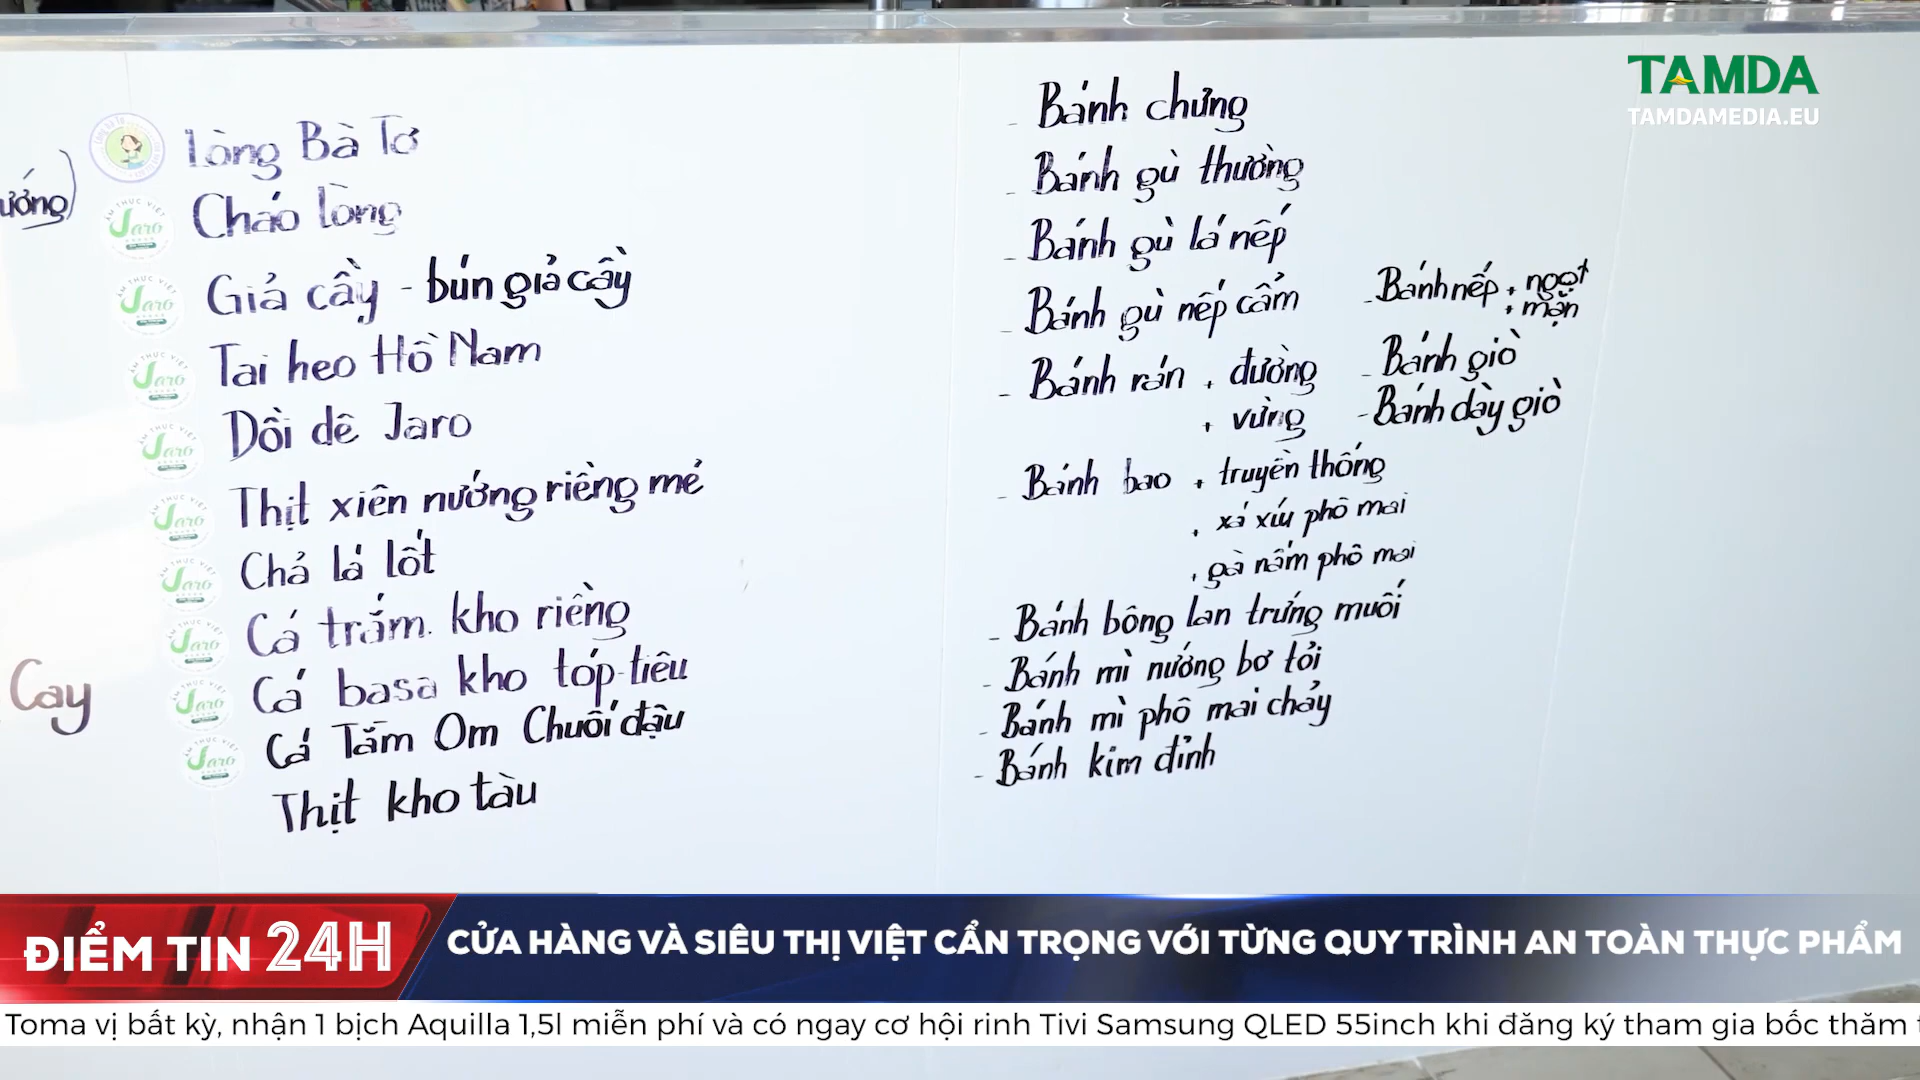 TAMDA
TAMDAMEDIA.EU
ướng)
Cay
Lòng Bà Tơ
Cháo lòng
Giả cầy - bún giả cầy
Tai heo Hồ Nam
Dồi dê Jaro
Thịt xiên nướng riềng mẻ
Chả lá lốt
Cá trắm kho riềng
Cá basa kho tóp tiêu
Cá Tầm Om Chuối đậu
Thịt kho tàu
ẨM THỰC VIỆT
Jaro
- Bánh chưng
- Bánh gù thường
- Bánh gù lá nếp
- Bánh gù nếp cẩm
- Bánh rán + đường
+ vừng
- Bánh nếp + ngọt
+ mặn
- Bánh giò
- Bánh dày giò
- Bánh bao + truyền thống
+ xá xíu phô mai
+ gà nấm phô mai
- Bánh bông lan trứng muối
- Bánh mì nướng bơ tỏi
- Bánh mì phô mai chảy
- Bánh kim đỉnh
ĐIỂM TIN 24H
CỬA HÀNG VÀ SIÊU THỊ VIỆT CẨN TRỌNG VỚI TỪNG QUY TRÌNH AN TOÀN THỰC PHẨM
Toma vị bất kỳ, nhận 1 bịch Aquilla 1,5l miễn phí và có ngay cơ hội rinh Tivi Samsung QLED 55inch khi đăng ký tham gia bốc thăm